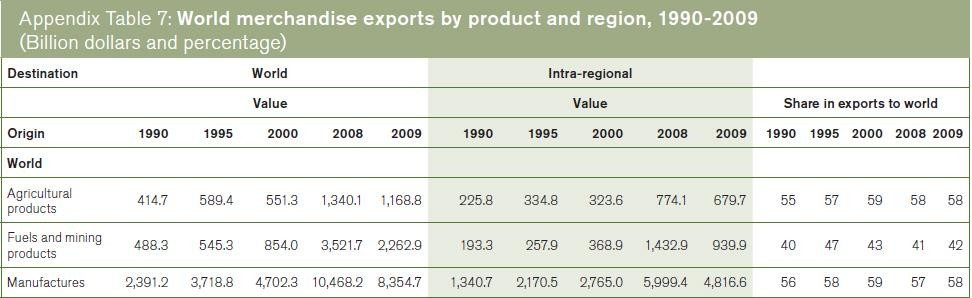 Appendix Table 7: World merchandise exports by product and region, 1990-2009
(Billion dollars and percentage)
Destination World Intra-regional
Value Value Share in exports to world
Origin 1990 1995 2000 2008 2009 1990 1995 2000 2008 2009 1990 1995 2000 2008 2009
World
Agricultural
products 414.7 589.4 551.3 1,340.1 1,168.8 225.8 334.8 323.6 774.1 679.7 55 57 59 58 58
Fuels and mining
products 488.3 545.3 854.0 3,521.7 2,262.9 193.3 257.9 368.9 1,432.9 939.9 40 47 43 41 42
Manufactures 2,391.2 3,718.8 4,702.3 10,468.2 8,354.7 1,340.7 2,170.5 2,765.0 5,999.4 4,816.6 56 58 59 57 58